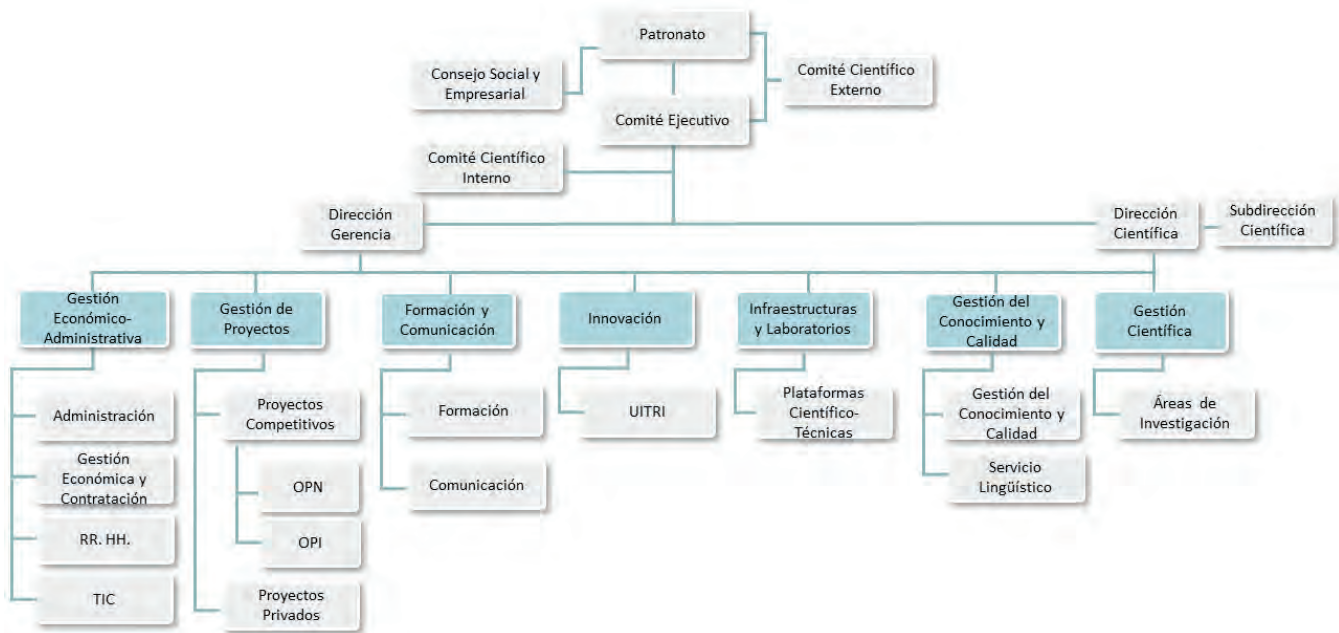 Patronato
Consejo Social y
Empresarial
Comité Científico
Externo
Comité Ejecutivo
Comité Científico
Interno
Dirección
Gerencia
Dirección
Científica
Subdirección
Científica
Gestión
Económico-
Administrativa
Gestión de
Proyectos
Formación y
Comunicación
Innovación
Infraestructuras
y Laboratorios
Gestión del
Conocimiento y
Calidad
Gestión
Científica
Administración
Gestión
Económica y
Contratación
RR. HH.
TIC
Proyectos
Competitivos
OPN
OPI
Proyectos
Privados
Formación
Comunicación
UITRI
Plataformas
Científico-
Técnicas
Gestión del
Conocimiento y
Calidad
Servicio
Lingüístico
Áreas de
Investigación